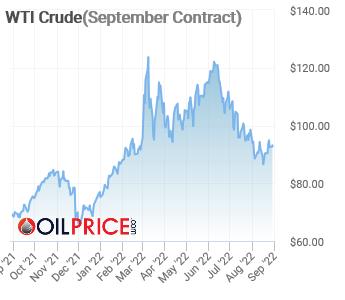 WTI Crude(September Contract)
$140.00
$120.00
$100.00
$80.00
$60.00
OILPRICE
.com
p '21
Oct '21
Nov '21
Dec '21
Jan '22
Feb '22
Mar '22
Apr '22
May '22
Jun '22
Jul '22
Aug '22
Sep '22